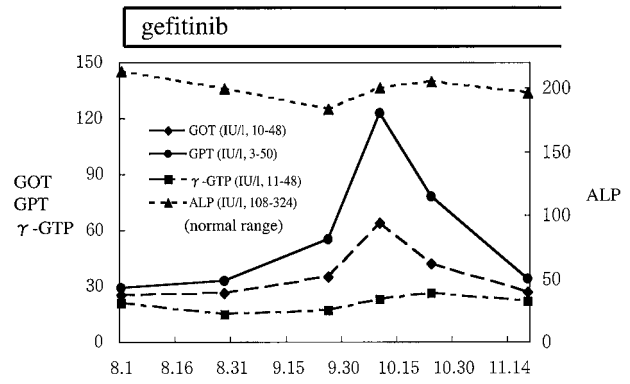 gefitinib
150
120
90
60
30
0
GOT
GPT
γ-GTP
GOT (IU/l, 10-48)
GPT (IU/l, 3-50)
γ-GTP (IU/l, 11-48)
ALP (IU/l, 108-324)
(normal range)
200
150
100
50
0
ALP
8.1 8.16 8.31 9.15 9.30 10.15 10.30 11.14